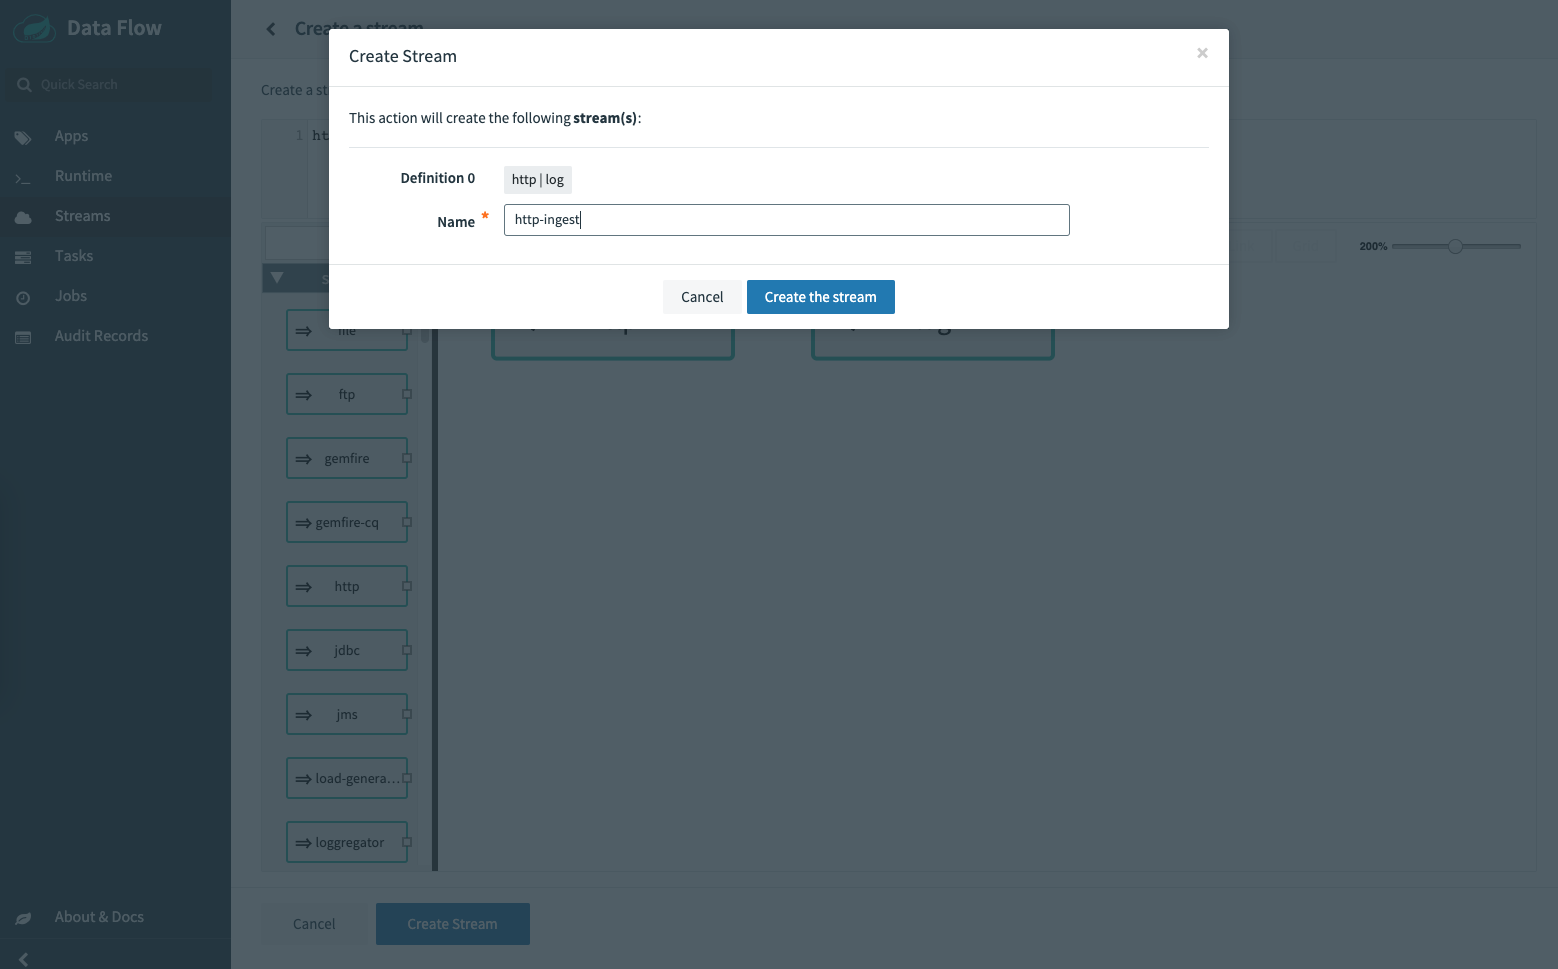 Data Flow
Quick Search
Apps
Runtime
Streams
Tasks
Jobs
Audit Records
About & Docs
Create a stream
Create a st
1 ht
Create Stream
×
This action will create the following stream(s):
Definition 0 http | log
Name * http-ingest
Cancel Create the stream
200%
ftp
gemfire
gemfire-cq
http
jdbc
jms
load-genera...
loggregator
Cancel Create Stream